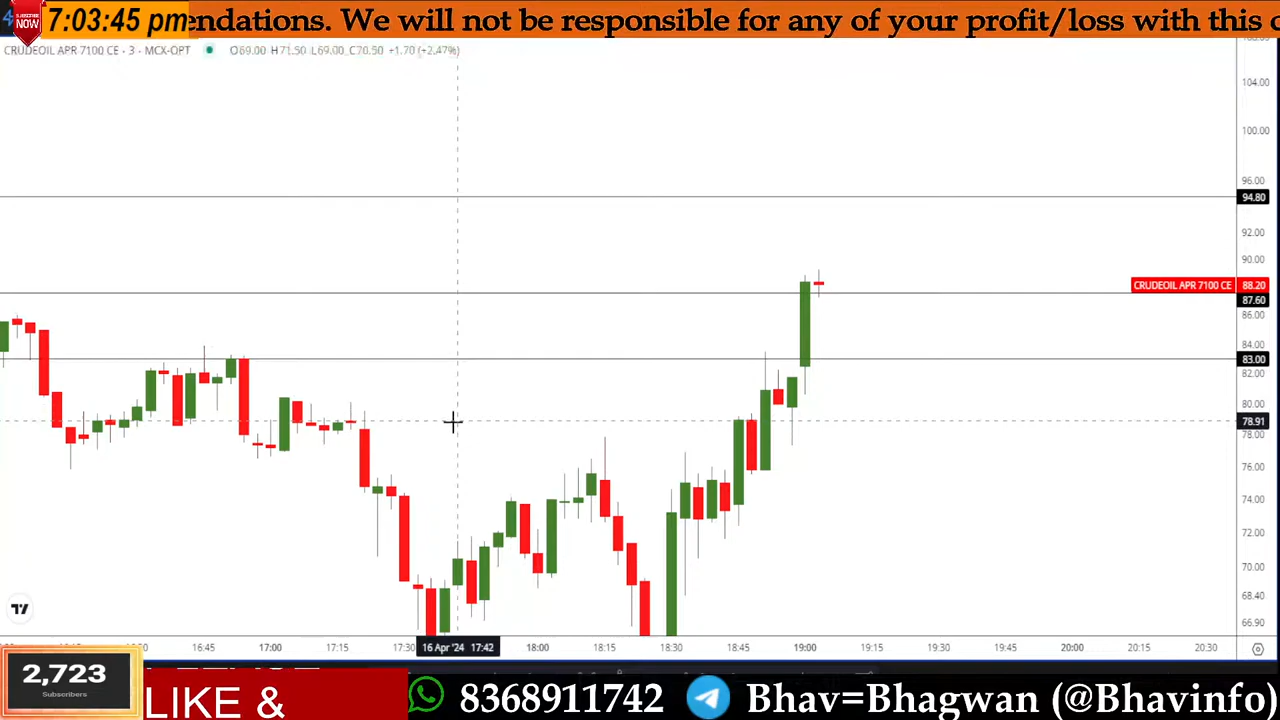 7:03:45 pm endations. We will not be responsible for any of your profit/loss with this
SUBSCRIBE
NOW
CRUDEOIL APR 7100 CE - 3 - MCX-OPT O69.00 H71.50 L69.00 C70.50 +1.70 (+2.47%)
104.00
100.00
96.00
94.80
92.00
90.00
CRUDEOIL APR 7100 CE 88.20
87.60
86.00
84.00
83.00
82.00
80.00
78.91
78.00
76.00
74.00
72.00
70.00
68.40
66.90
16:45 17:00 17:15 17:30 16 Apr '24 17:42 18:00 18:15 18:30 18:45 19:00 19:15 19:30 19:45 20:00 20:15 20:30
2,723
Subscribers
LIKE &
8368911742 Bhav=Bhagwan (@Bhavinfo)